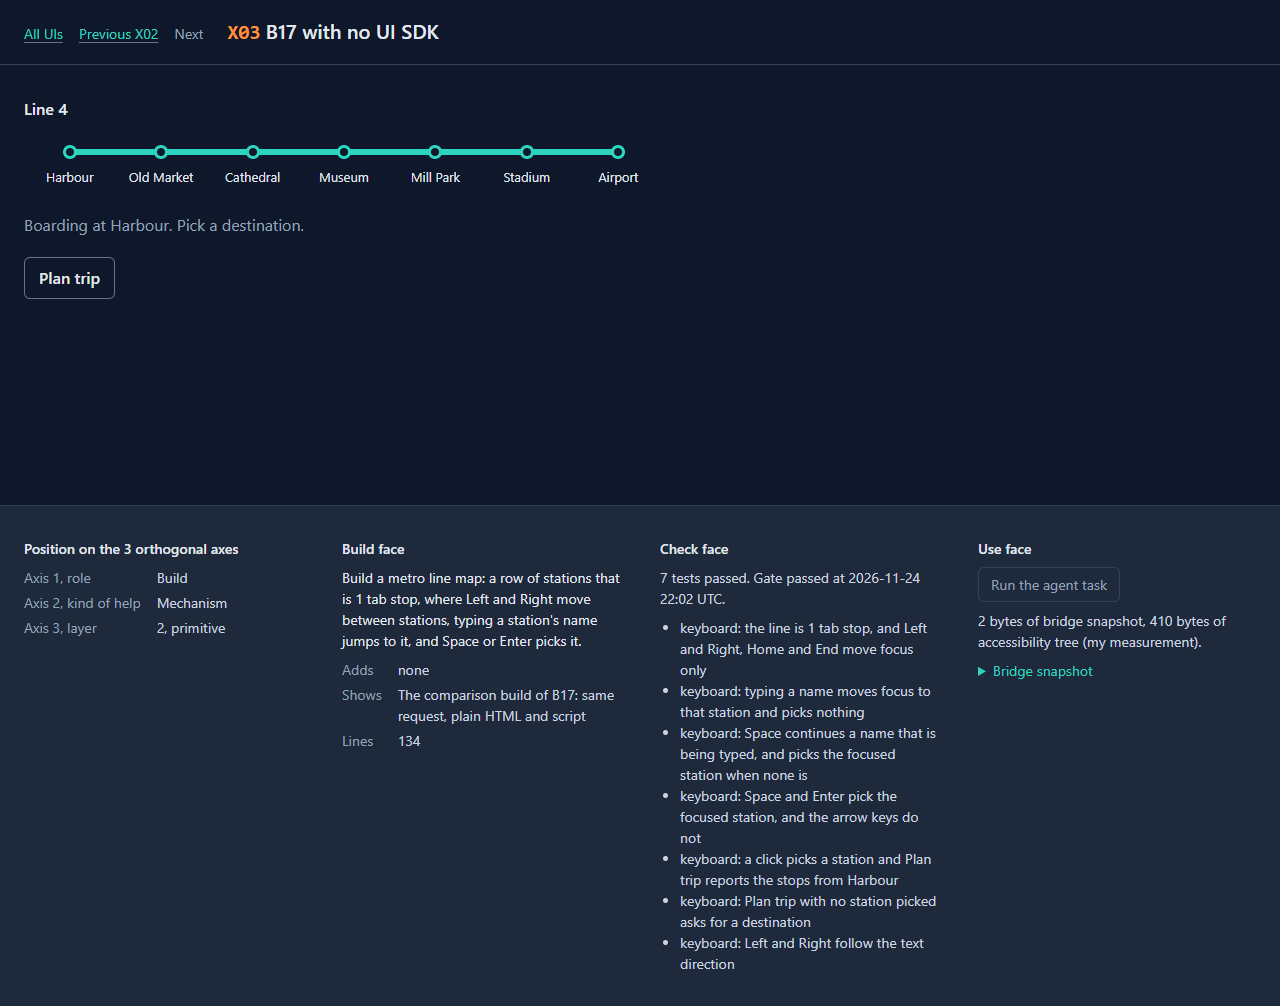 All UIs Previous X02 Next X03 B17 with no UI SDK
Line 4
Harbour Old Market Cathedral Museum Mill Park Stadium Airport
Boarding at Harbour. Pick a destination.
Plan trip
Position on the 3 orthogonal axes
Axis 1, role Build
Axis 2, kind of help Mechanism
Axis 3, layer 2, primitive
Build face
Build a metro line map: a row of stations that
is 1 tab stop, where Left and Right move
between stations, typing a station's name
jumps to it, and Space or Enter picks it.
Adds none
Shows The comparison build of B17: same
request, plain HTML and script
Lines 134
Check face
7 tests passed. Gate passed at 2026-11-24
22:02 UTC.
keyboard: the line is 1 tab stop, and Left
and Right, Home and End move focus
only
keyboard: typing a name moves focus to
that station and picks nothing
keyboard: Space continues a name that is
being typed, and picks the focused
station when none is
keyboard: Space and Enter pick the
focused station, and the arrow keys do
not
keyboard: a click picks a station and Plan
trip reports the stops from Harbour
keyboard: Plan trip with no station picked
asks for a destination
keyboard: Left and Right follow the text
direction
Use face
Run the agent task
2 bytes of bridge snapshot, 410 bytes of
accessibility tree (my measurement).
Bridge snapshot